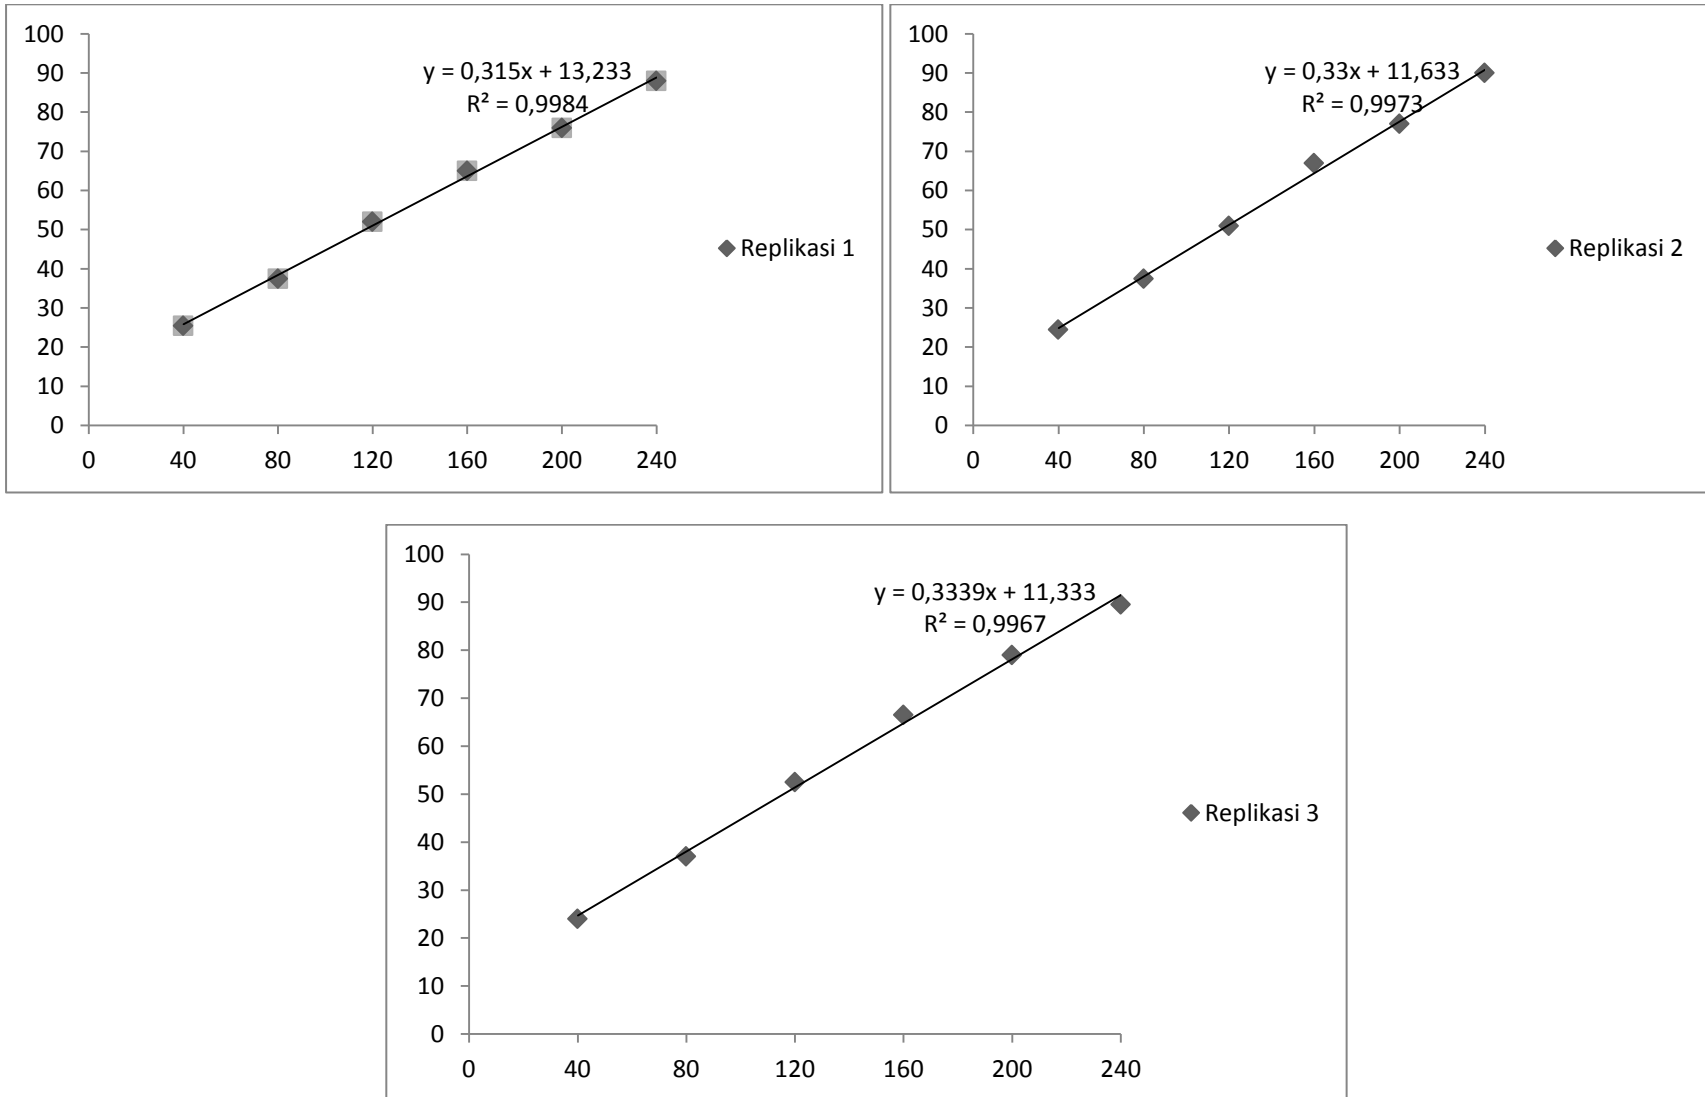 100
90
80
70
60
50
40
30
20
10
0
0 40 80 120 160 200 240
y = 0,315x + 13,233
R² = 0,9984
Replikasi 1
100
90
80
70
60
50
40
30
20
10
0
0 40 80 120 160 200 240
y = 0,33x + 11,633
R² = 0,9973
Replikasi 2
100
90
80
70
60
50
40
30
20
10
0
0 40 80 120 160 200 240
y = 0,3339x + 11,333
R² = 0,9967
Replikasi 3